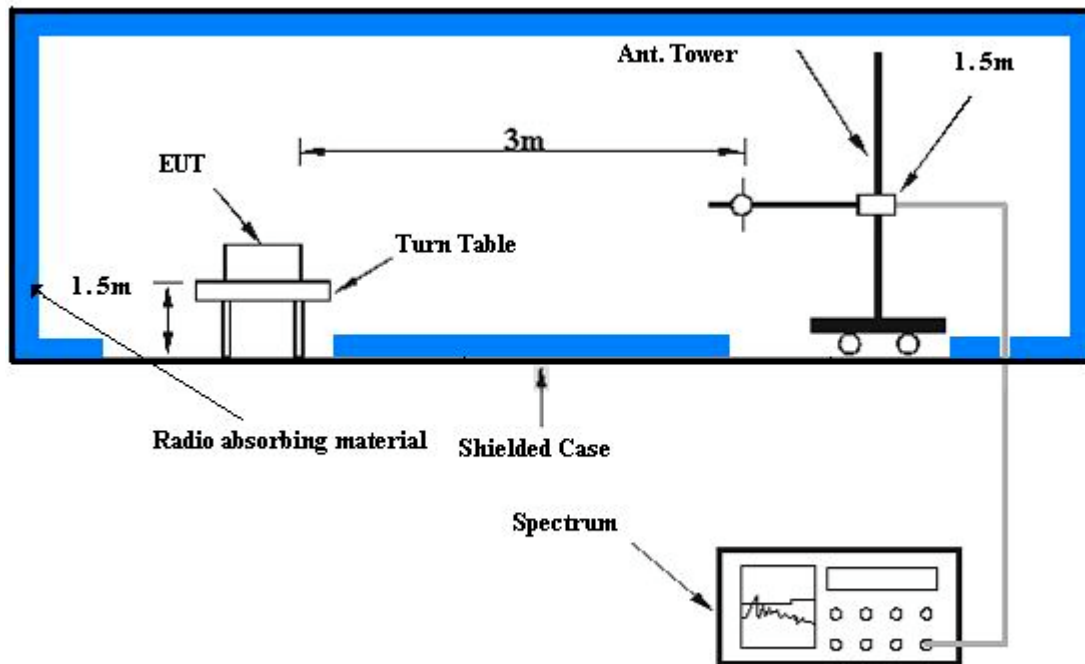 Ant. Tower
1.5m
3m
EUT
Turn Table
1.5m
Radio absorbing material
Shielded Case
Spectrum